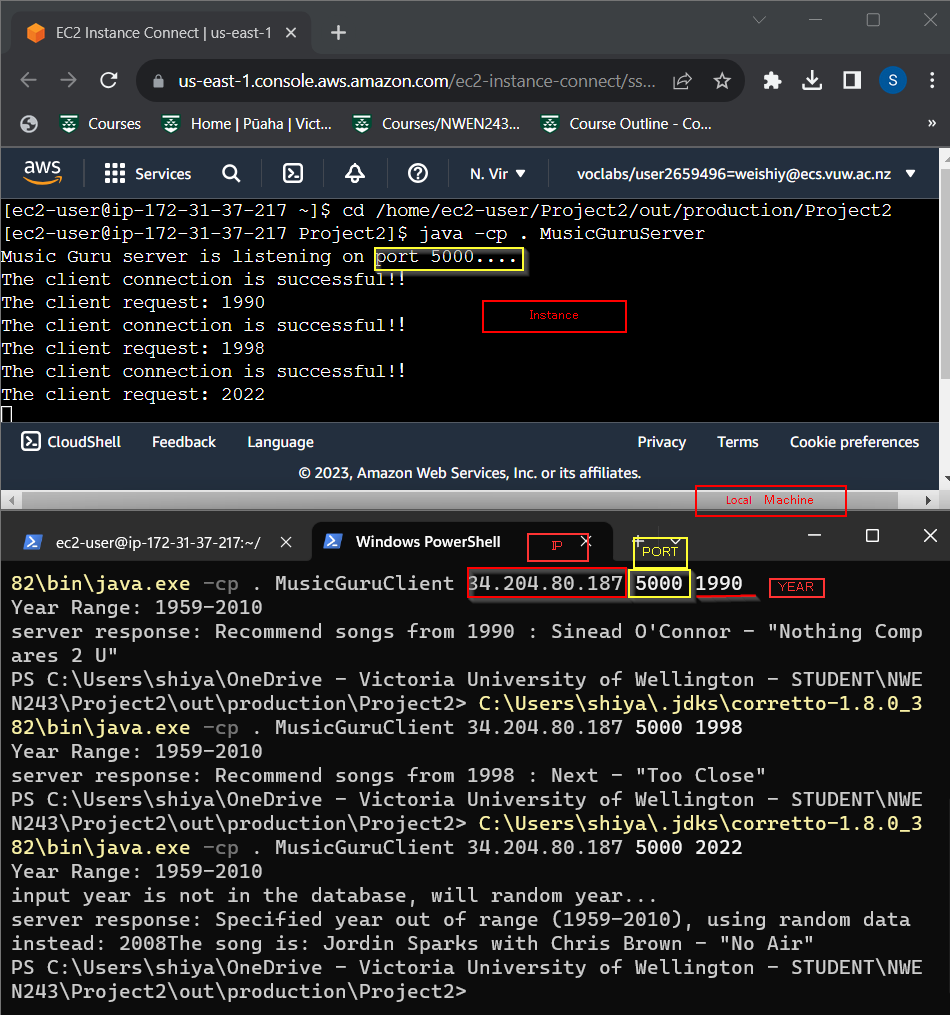 EC2 Instance Connect | us-east-1
us-east-1.console.aws.amazon.com/ec2-instance-connect/ss...
S
Courses
Home | Pūaha | Vict...
Courses/NWEN243...
Course Outline - Co...
»
aws
Services
N. Vir
voclabs/user2659496=weishiy@ecs.vuw.ac.nz
[ec2-user@ip-172-31-37-217 ~]$ cd /home/ec2-user/Project2/out/production/Project2
[ec2-user@ip-172-31-37-217 Project2]$ java -cp . MusicGuruServer
Music Guru server is listening on port 5000....
The client connection is successful!!
The client request: 1990
Instance
The client connection is successful!!
The client request: 1998
The client connection is successful!!
The client request: 2022
CloudShell Feedback Language Privacy Terms Cookie preferences
© 2023, Amazon Web Services, Inc. or its affiliates.
Local Machine
ec2-user@ip-172-31-37-217:~/
Windows PowerShell
IP
PORT
82\bin\java.exe -cp . MusicGuruClient 34.204.80.187 5000 1990
YEAR
Year Range: 1959-2010
server response: Recommend songs from 1990 : Sinead O'Connor - "Nothing Comp
ares 2 U"
PS C:\Users\shiya\OneDrive - Victoria University of Wellington - STUDENT\NWE
N243\Project2\out\production\Project2> C:\Users\shiya\.jdks\corretto-1.8.0_3
82\bin\java.exe -cp . MusicGuruClient 34.204.80.187 5000 1998
Year Range: 1959-2010
server response: Recommend songs from 1998 : Next - "Too Close"
PS C:\Users\shiya\OneDrive - Victoria University of Wellington - STUDENT\NWE
N243\Project2\out\production\Project2> C:\Users\shiya\.jdks\corretto-1.8.0_3
82\bin\java.exe -cp . MusicGuruClient 34.204.80.187 5000 2022
Year Range: 1959-2010
input year is not in the database, will random year...
server response: Specified year out of range (1959-2010), using random data
instead: 2008The song is: Jordin Sparks with Chris Brown - "No Air"
PS C:\Users\shiya\OneDrive - Victoria University of Wellington - STUDENT\NWE
N243\Project2\out\production\Project2>